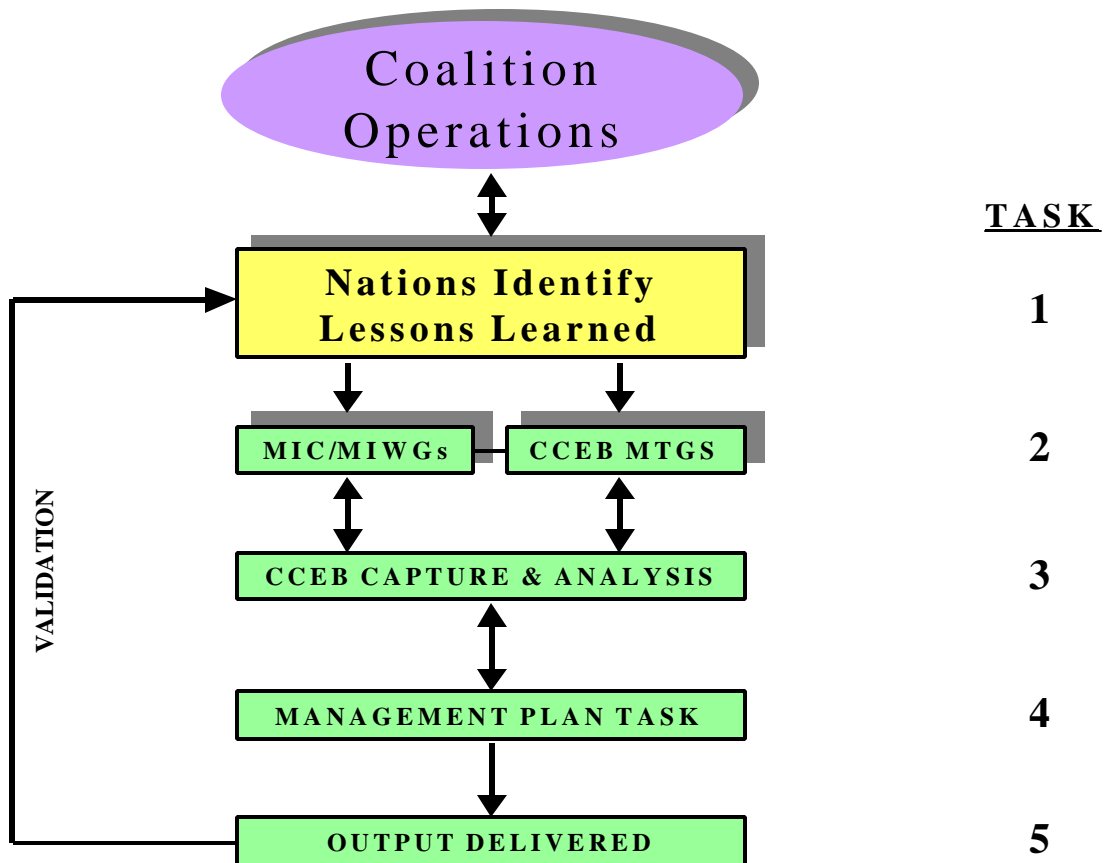 Coalition
Operations
TASK
Nations Identify
Lessons Learned
1
MIC/MIWGs
CCEB MTGS
2
CCEB CAPTURE & ANALYSIS
3
VALIDATION
MANAGEMENT PLAN TASK
4
OUTPUT DELIVERED
5